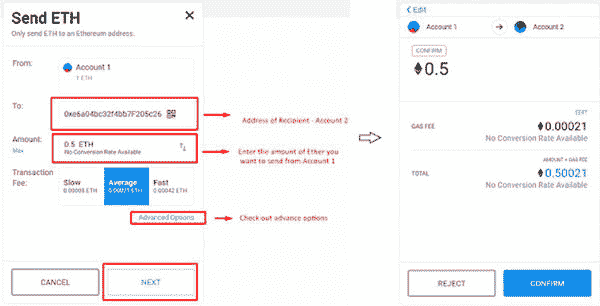 Send ETH
Only send ETH to an Ethereum address.
From:
Account 1
1 ETH
To:
0xe6a04bc32f4bb7F205c26
Amount:
Max
0.5 ETH
No Conversion Rate Available
Transaction
Fee:
Slow
0.00008 ETH
Average
0.00021 ETH
Fast
0.00042 ETH
Advanced Options
CANCEL
NEXT
Address of Recipient - Account 2
Enter the amount of Ether you
want to send from Account 1
Check out advance options
< Edit
Account 1
Account 2
CONFIRM
0.5
EDIT
GAS FEE
0.00021
No Conversion Rate Available
AMOUNT + GAS FEE
TOTAL
0.50021
No Conversion Rate Available
REJECT
CONFIRM